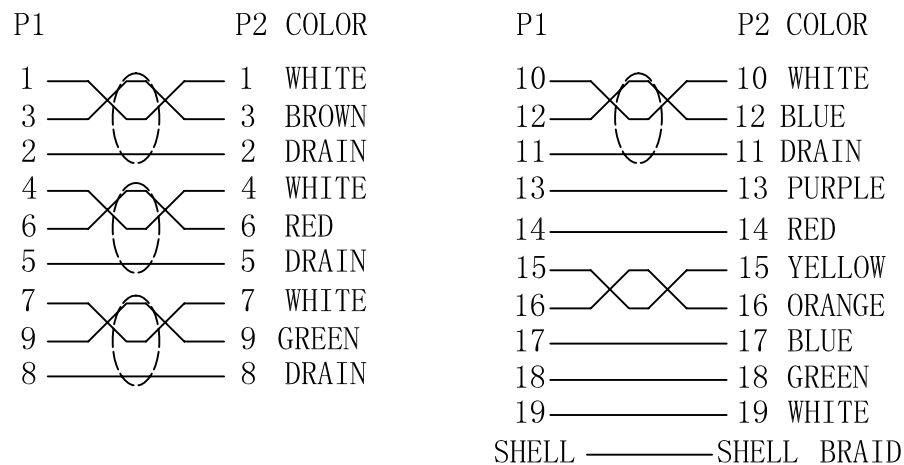 P1 P2 COLOR
1 1 WHITE
3 3 BROWN
2 2 DRAIN
4 4 WHITE
6 6 RED
5 5 DRAIN
7 7 WHITE
9 9 GREEN
8 8 DRAIN
P1 P2 COLOR
10 10 WHITE
12 12 BLUE
11 11 DRAIN
13 13 PURPLE
14 14 RED
15 15 YELLOW
16 16 ORANGE
17 17 BLUE
18 18 GREEN
19 19 WHITE
SHELL SHELL BRAID